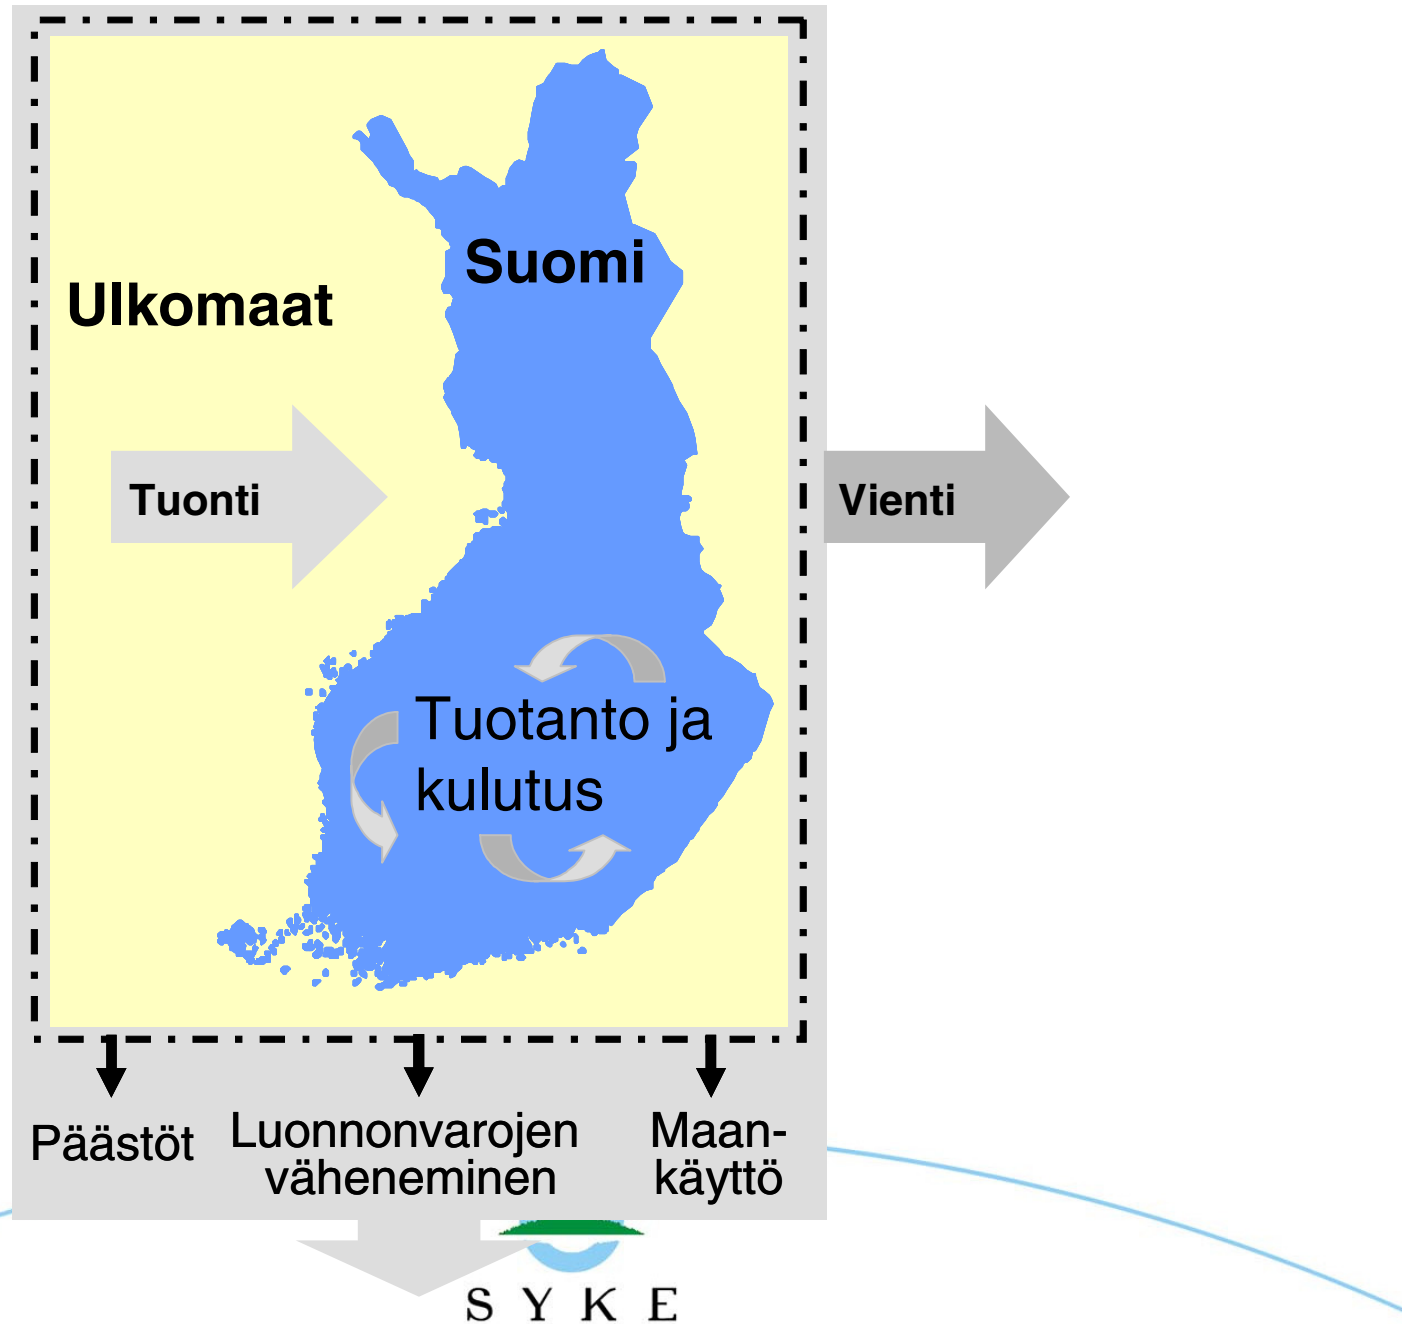 Suomi
Ulkomaat
Tuonti
Vienti
Tuotanto ja
kulutus
Päästöt
Luonnonvarojen
väheneminen
Maan-
käyttö
SYKE